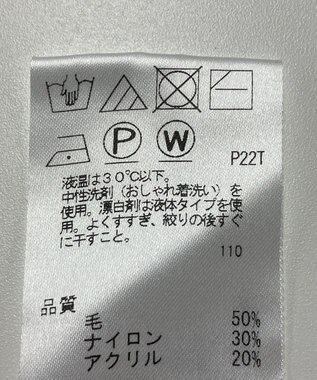 P W P22T
液温は30℃以下。
中性洗剤(おしゃれ着洗い)を
使用。漂白剤は液体タイプを使
用。よくすすぎ、絞りの後すぐ
に干すこと。
110
品質
毛 50%
ナイロン 30%
アクリル 20%